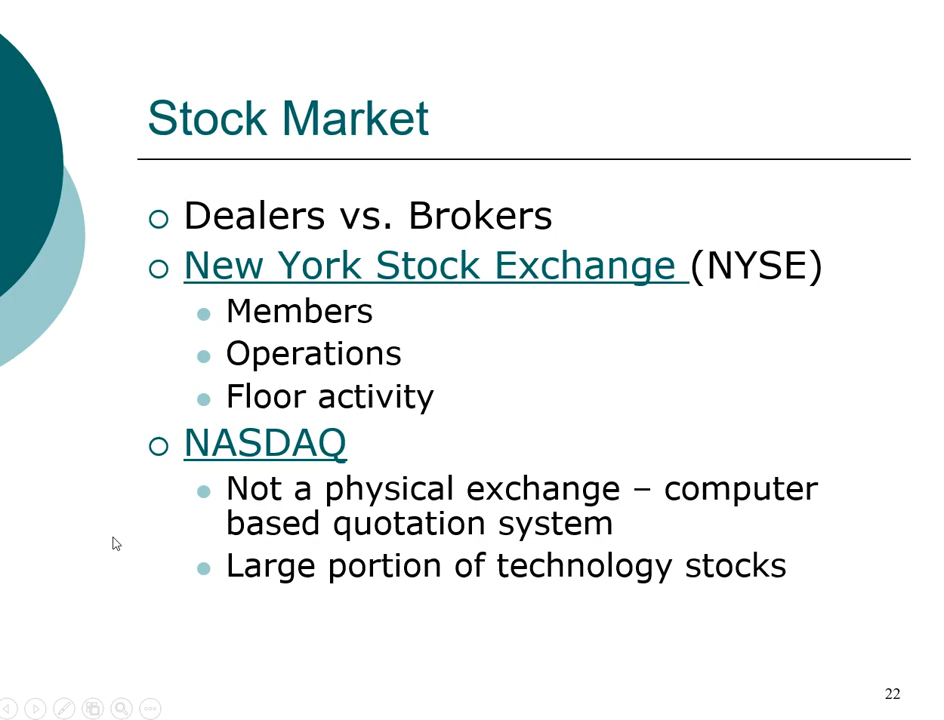 Stock Market
Dealers vs. Brokers
New York Stock Exchange (NYSE)
Members
Operations
Floor activity
NASDAQ
Not a physical exchange – computer
based quotation system
Large portion of technology stocks
22